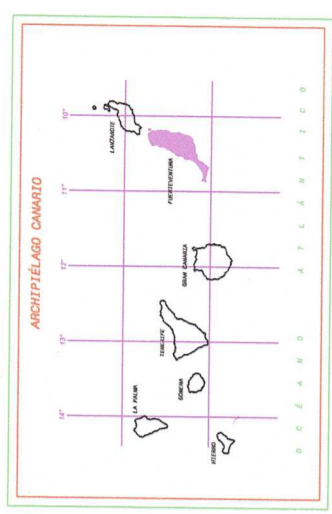 ARCHIPIÉLAGO CANARIO
14° 13° 12° 11° 10°
LA PALMA
HIERRO
GOMERA
TENERIFE
GRAN CANARIA
FUERTEVENTURA
LANZAROTE
OCÉANO ATLÁNTICO